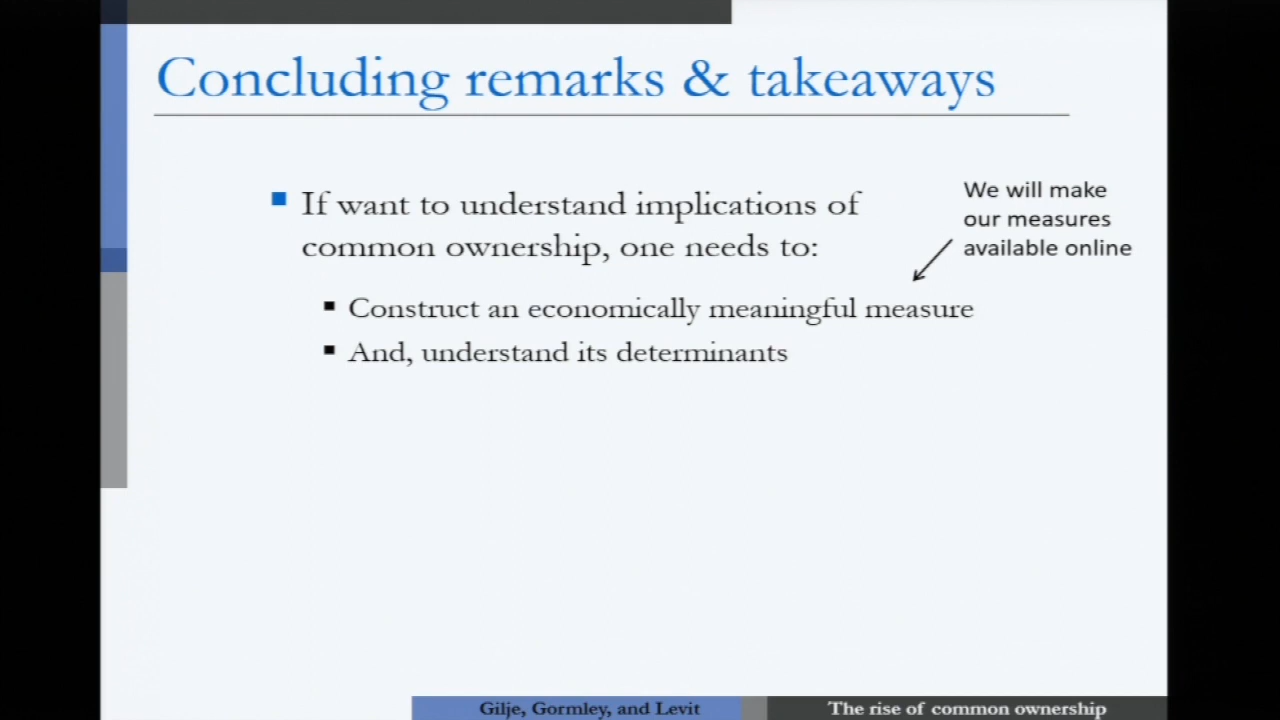 Concluding remarks & takeaways
If want to understand implications of
common ownership, one needs to:
We will make
our measures
available online
Construct an economically meaningful measure
And, understand its determinants
Gilje, Gormley, and Levit
The rise of common ownership